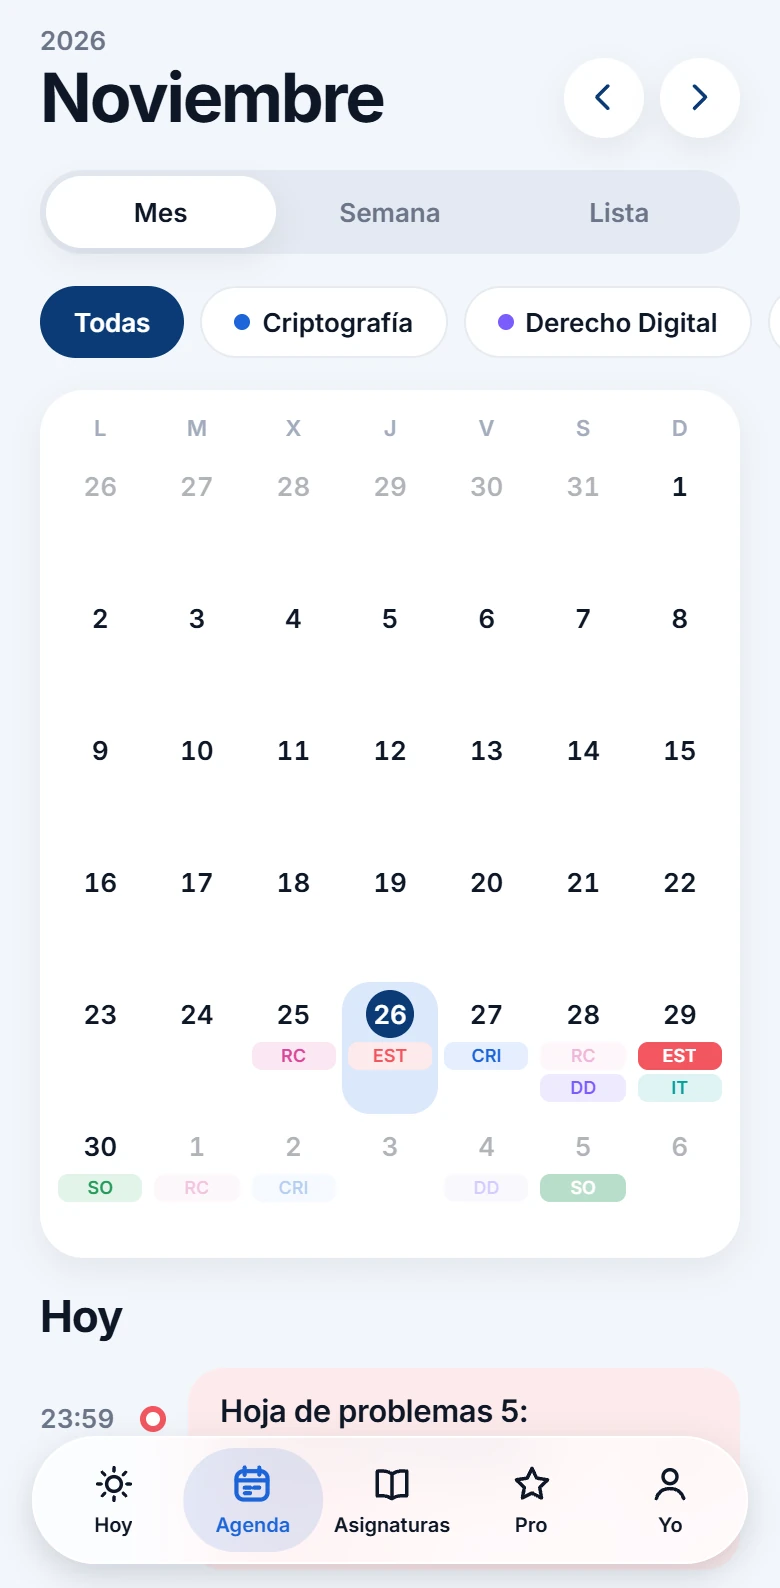 2026
Noviembre
Mes Semana Lista
Todas Criptografía Derecho Digital
L M X J V S D
26 27 28 29 30 31 1
2 3 4 5 6 7 8
9 10 11 12 13 14 15
16 17 18 19 20 21 22
23 24 25 26 27 28 29
RC EST CRI RC EST
DD IT
30 1 2 3 4 5 6
SO RC CRI DD SO
Hoy
23:59 Hoja de problemas 5:
Hoy Agenda Asignaturas Pro Yo